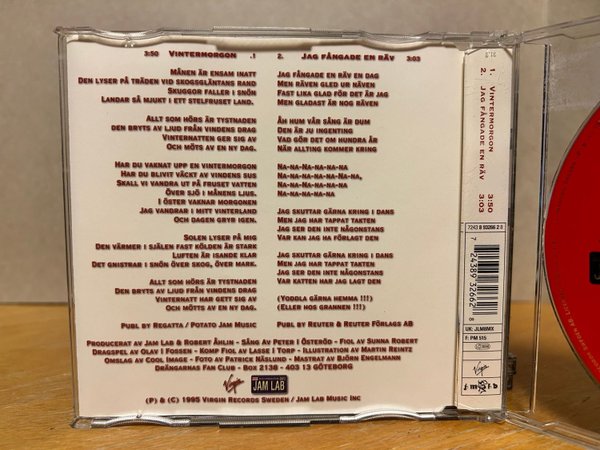 3:50 Vintermorgon .1
Månen är ensam inatt
Den lyser på träden vid skogsgläntans rand
Skuggor faller i snön
Landar så mjukt i ett stelfruset land.
Allt som hörs är tystnaden
den bryts av ljud från vindens drag
Vinternatten ger sig av
Och möts av en ny dag.
Har du vaknat upp en vintermorgon
Har du blivit väckt av vindens sus
Skall vi vandra ut på fruset vatten
Över sjö i månens ljus.
I öster vaknar morgonen
Jag vandrar i mitt vinterland
Och dagen gryr igen.
Solen lyser på mig
Den värmer i själen fast kölden är stark
Luften är isande klar
Det gnistrar i snön över skog, över mark.
Allt som hörs är tystnaden
Den bryts av ljud från vindens drag
Vinternatt har gett sig av
Och möts av en ny dag.
Publ by Regatta / Potato Jam Music
2. Jag fångade en räv 3:03
Jag fångade en räv en dag
Men räven gled ur näven
Fast lika glad för det är jag
Men gladast är nog räven
Åh hum vår sång är dum
Den är ju ingenting
Vad gör det om hundra år
När allting kommer kring
Na-na-Na-na-na-na
Na-na-Na-na-na-Na-na,
Na-na-Na-na-na-na
Na-na-Na-na-na
Jag skuttar gärna kring i dans
Men jag har tappat takten
Jag ser den inte någonstans
Var kan jag ha förlagt den
Jag skuttar gärna kring i dans
Men jag har tappat takten
Jag ser den inte någonstans
Var katten har jag lagt den
(Yoddla gärna hemma !!!)
(Eller hos grannen !!!)
Publ by Reuter & Reuter Förlags AB
Producerat av Jam & Robert Åhlin - Sång av Peter i Österöd - Fiol av Sunna Robert
Dragspel av Olav i Fossen - Komp Fiol av Lasse i Torp - Illustration av Martin Reintz
Omslag av Cool Image - Foto av Patrick Näslund - Mastrat av Björn Engelmann
Drängarnas Fan Club - Box 2138 - 403 13 Göteborg
Virgin
JAM LAB
(P) & (C) 1995 Virgin Records Sweden / Jam Lab Music Inc
1. Vintermorgon 3:50
2. Jag fångade en räv 3:03
7243 8 93266 2 8
7 24389 32662 8
UK: JLM6MX
F: PM 515
Virgin